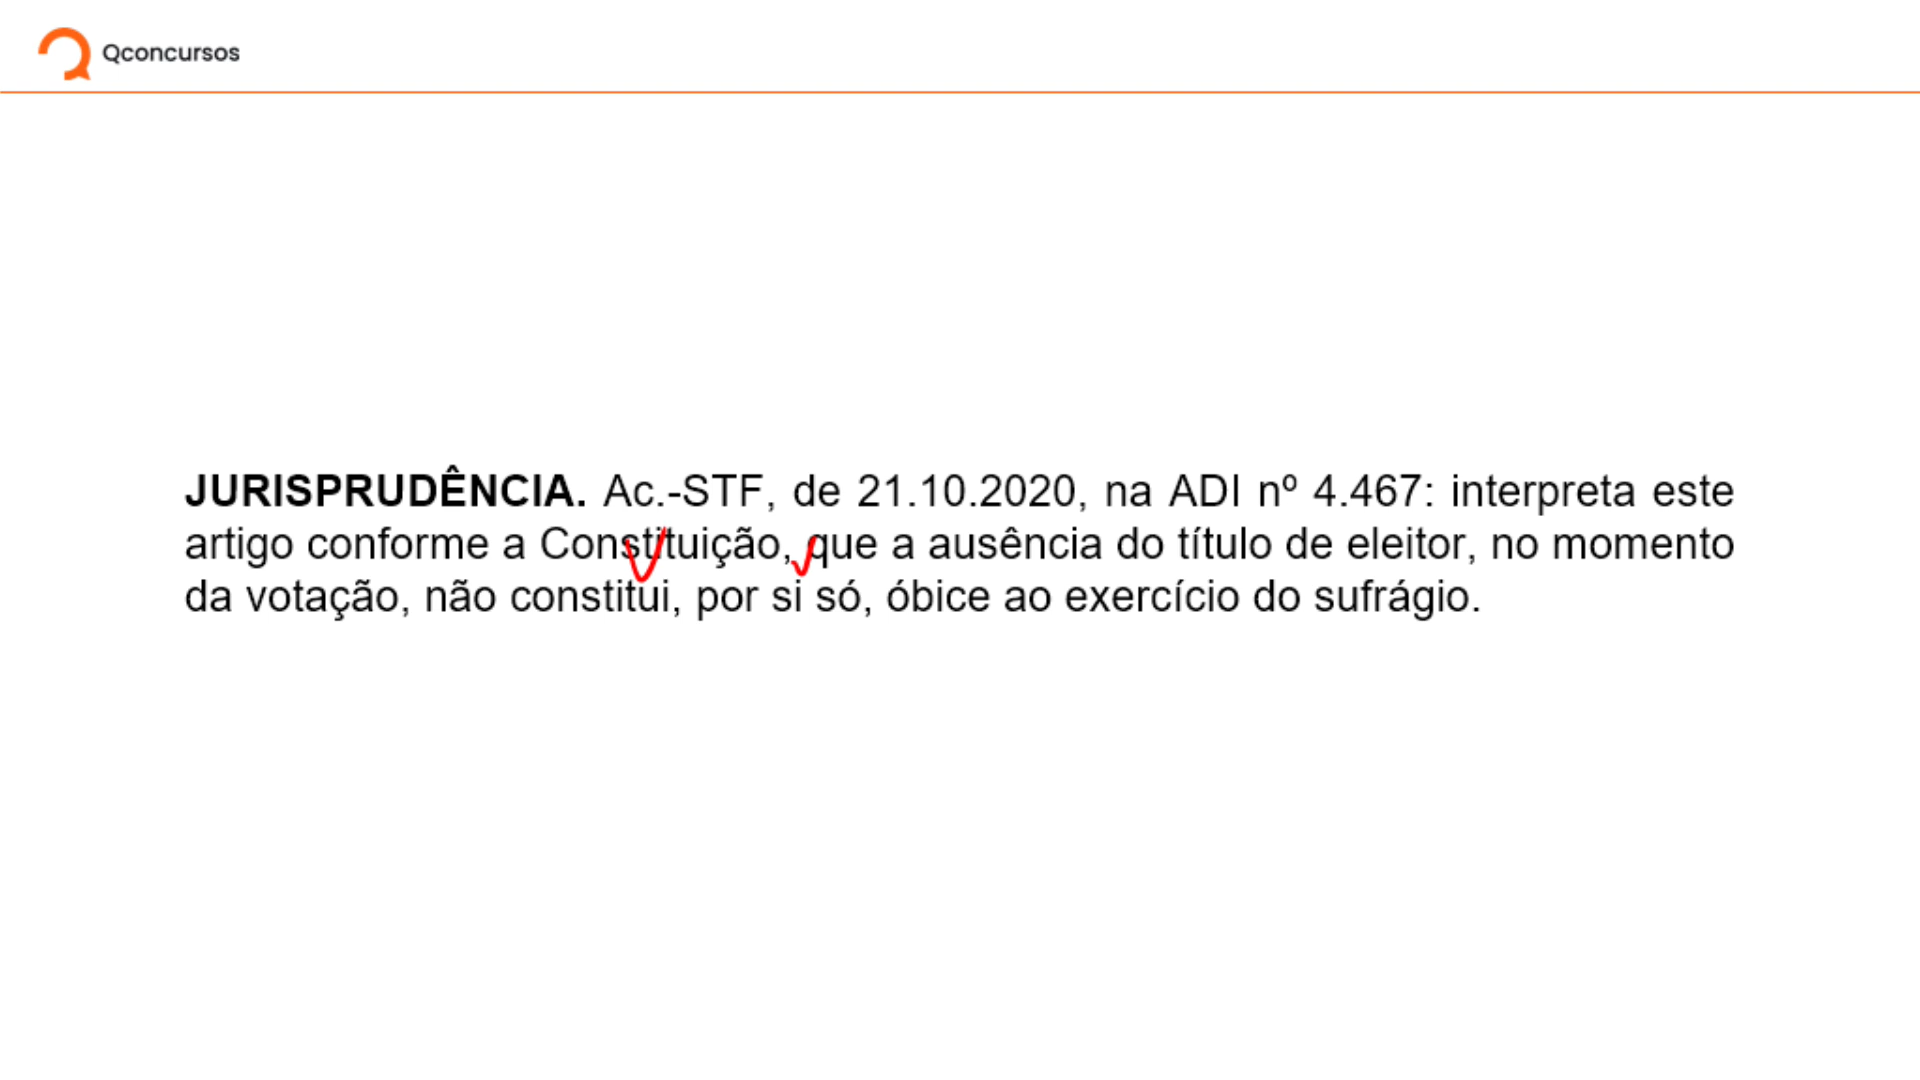 Qconcursos
JURISPRUDÊNCIA. Ac.-STF, de 21.10.2020, na ADI nº 4.467: interpreta este
artigo conforme a Constituição, que a ausência do título de eleitor, no momento
da votação, não constitui, por si só, óbice ao exercício do sufrágio.